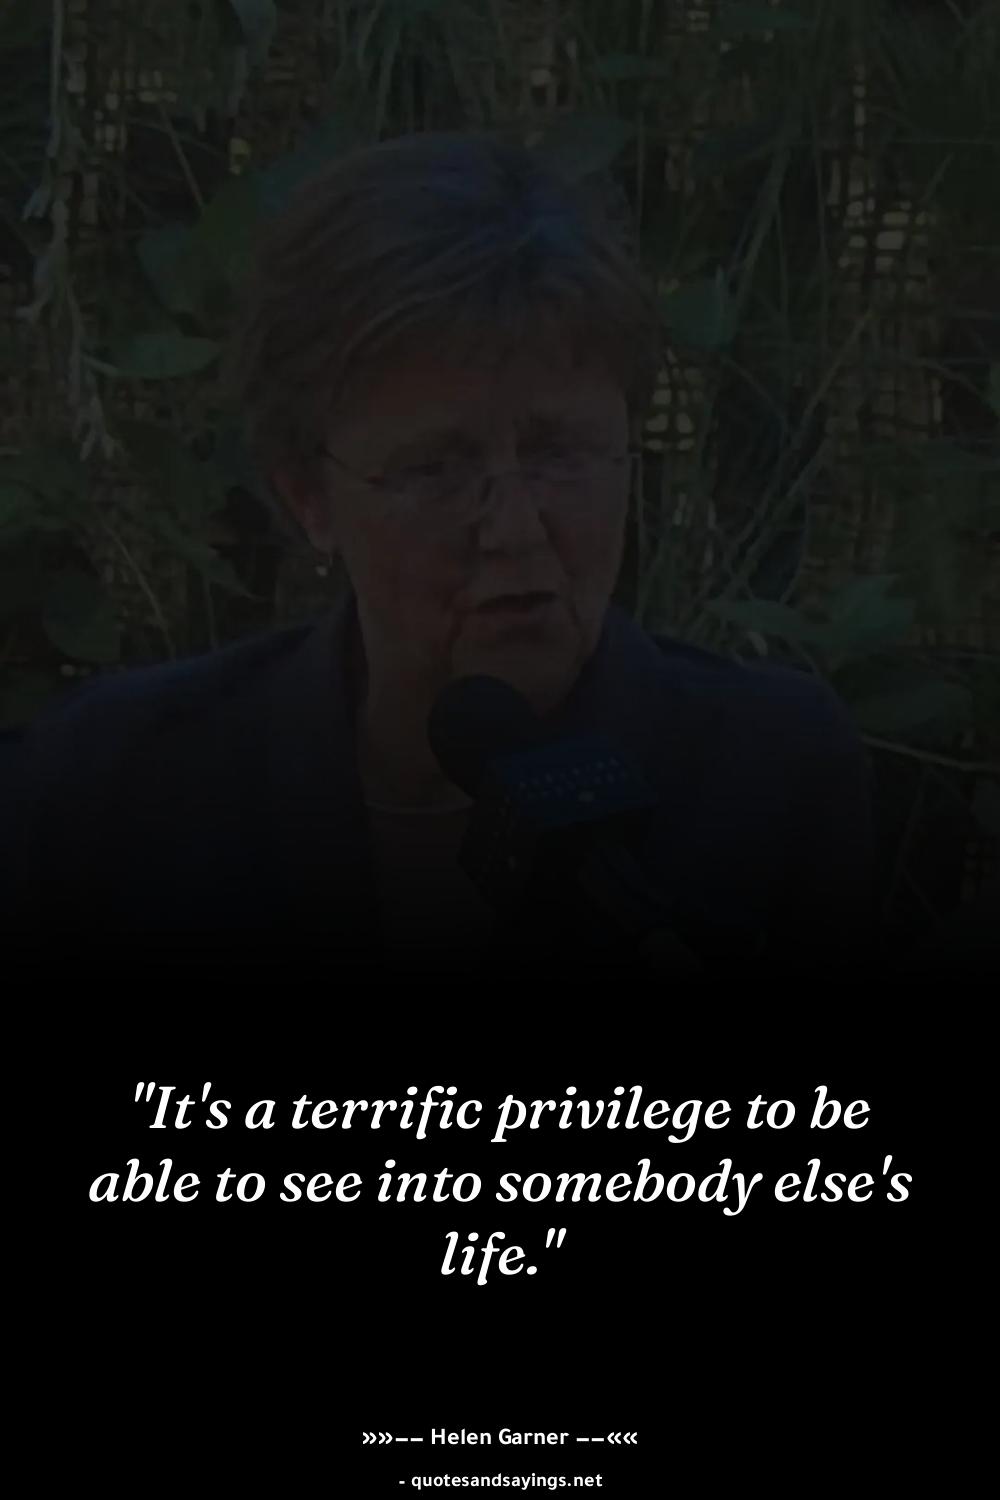 "It's a terrific privilege to be
able to see into somebody else's
life."
»»−− Helen Garner −−««
- quotesandsayings.net